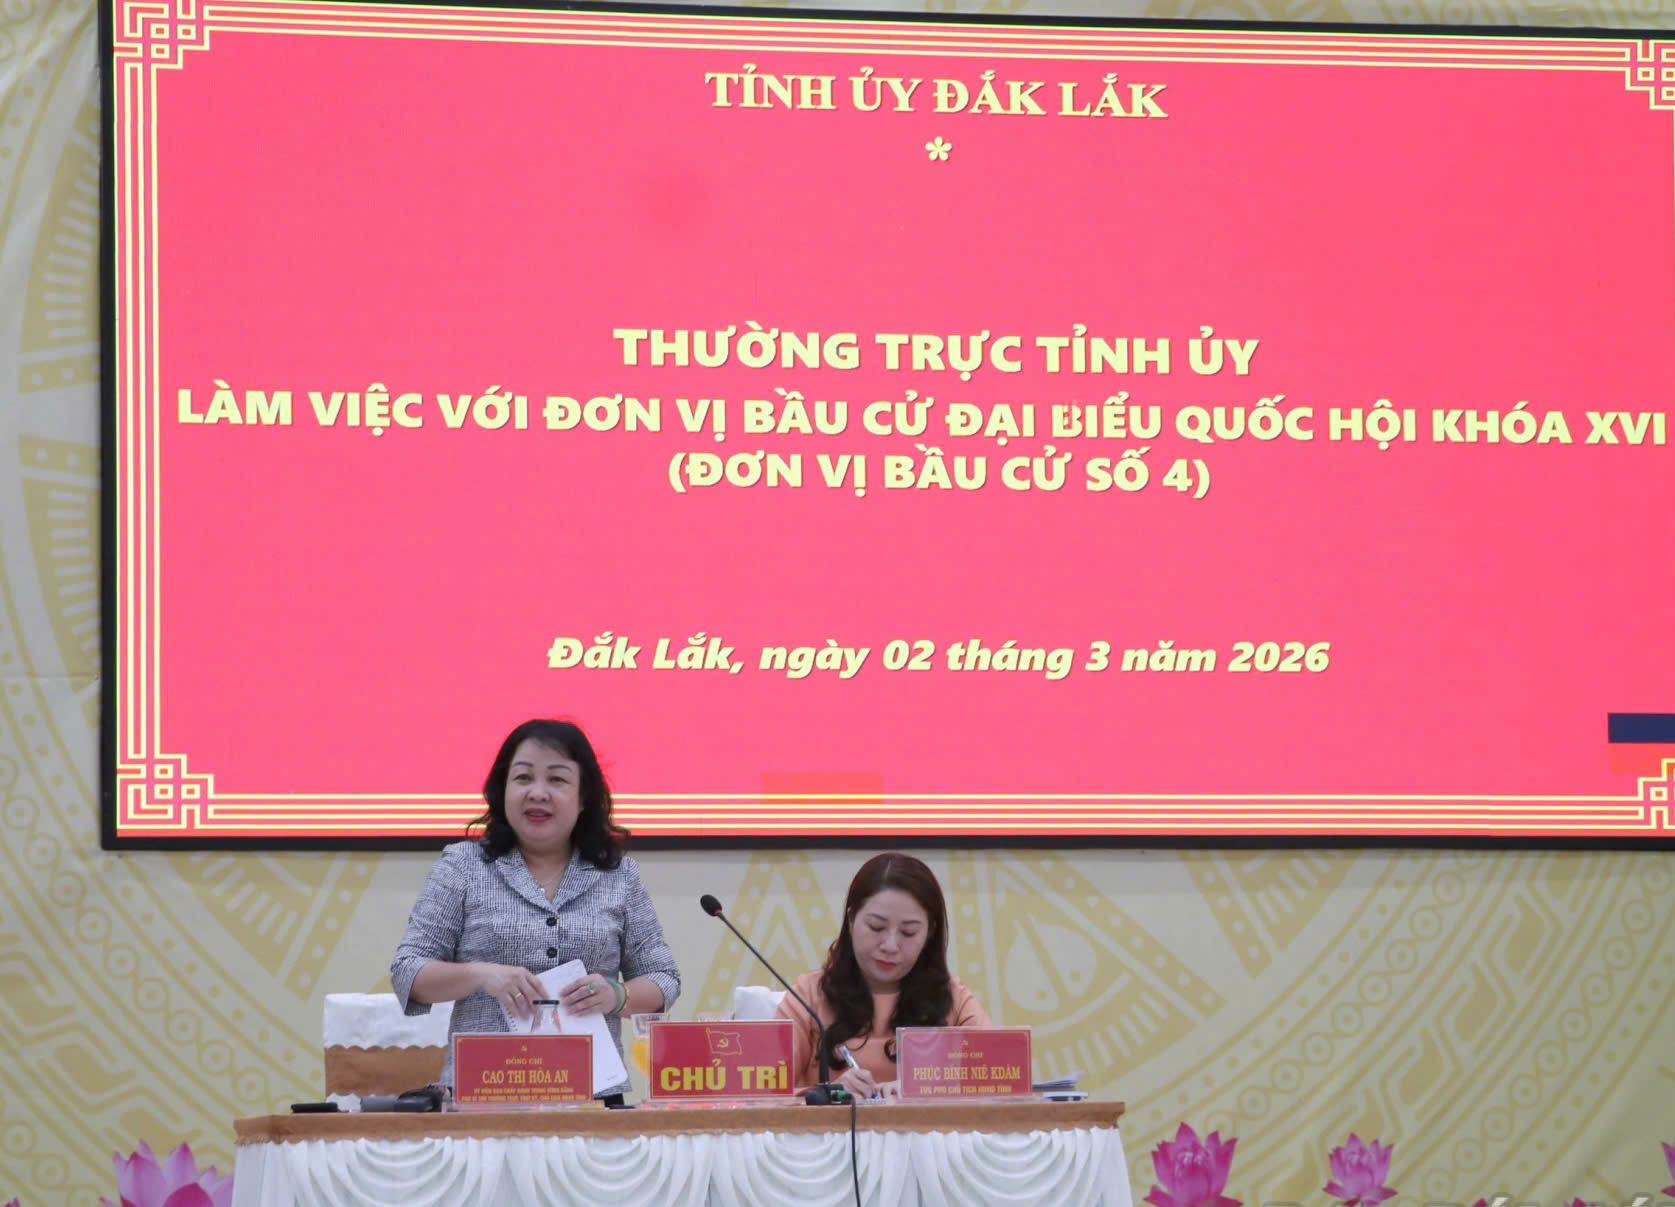 TỈNH ỦY ĐẮK LẮK
*
THƯỜNG TRỰC TỈNH ỦY
LÀM VIỆC VỚI ĐƠN VỊ BẦU CỬ ĐẠI BIỂU QUỐC HỘI KHÓA XVI
(ĐƠN VỊ BẦU CỬ SỐ 4)
Đắk Lắk, ngày 02 tháng 3 năm 2026
ĐỒNG CHÍ
CAO THỊ HÒA AN
CHỦ TRÌ
ĐỒNG CHÍ
PHÚC BÌNH NIÊ KDĂM